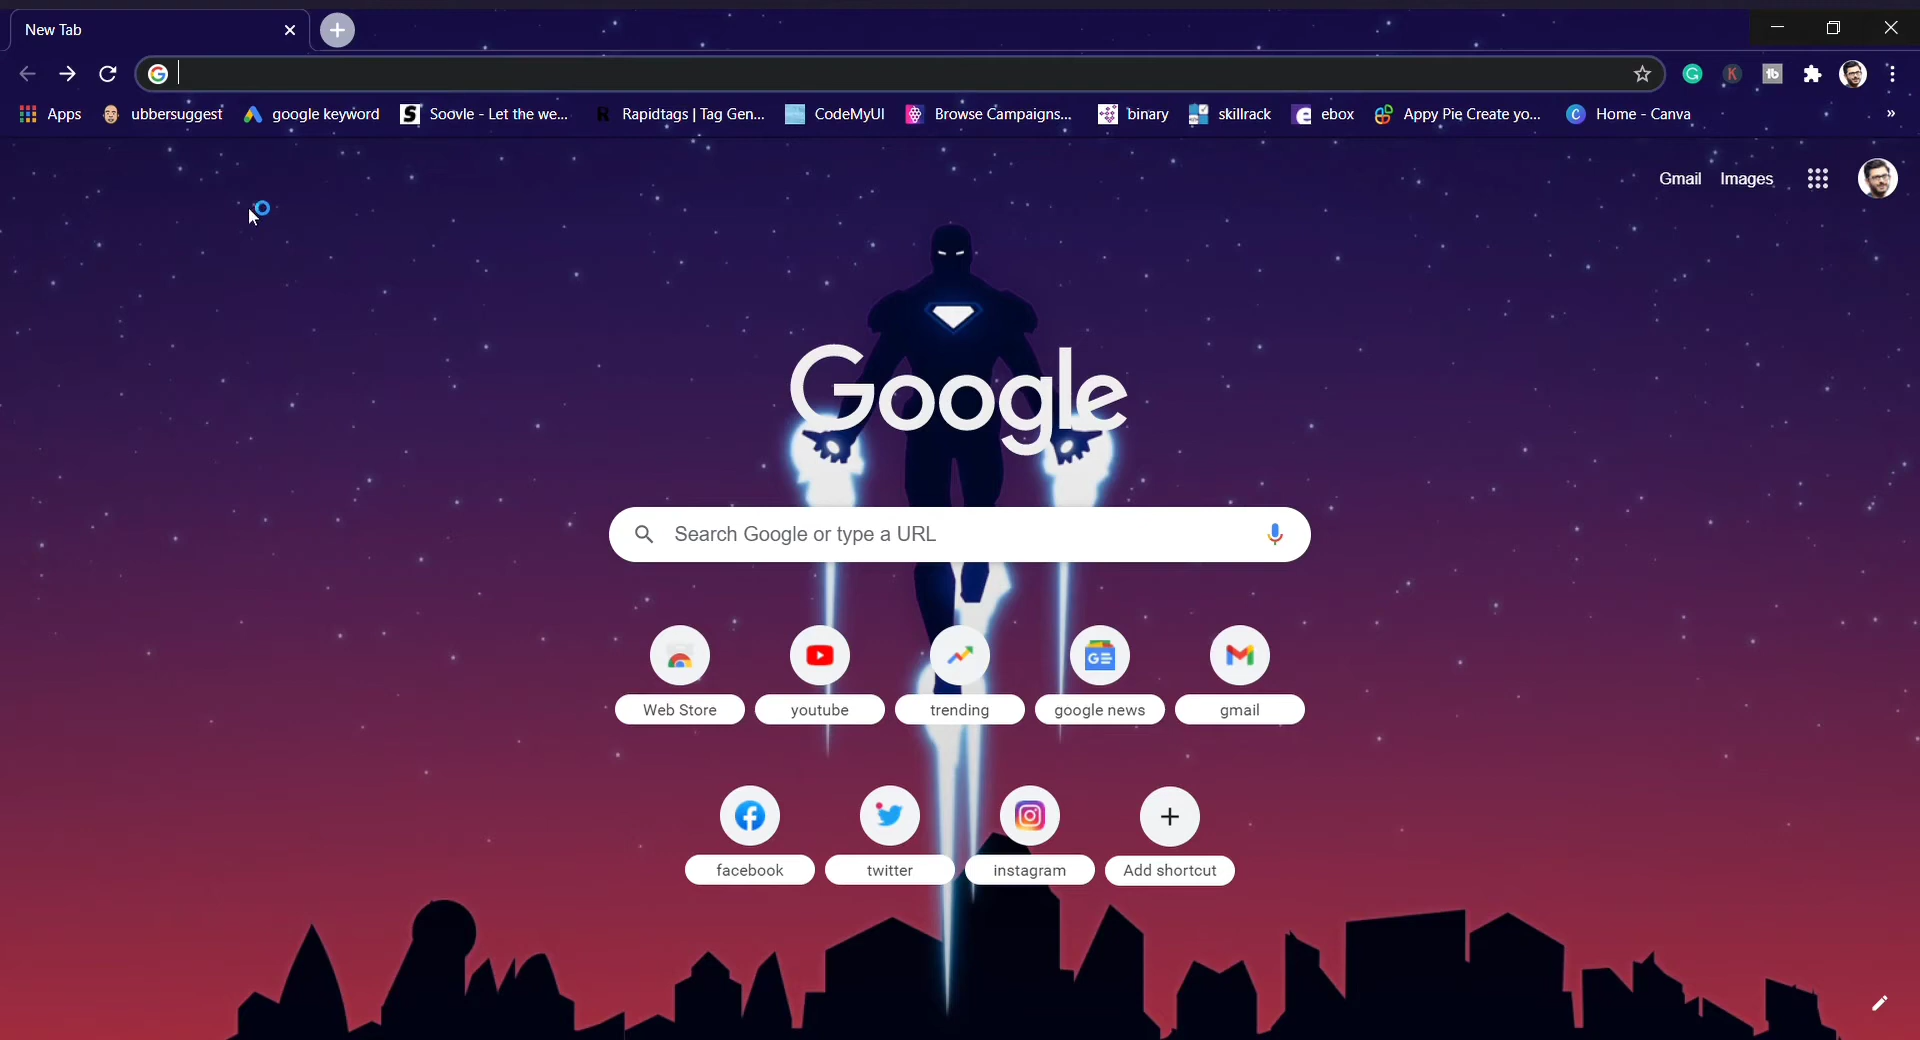 New Tab
Apps ubbersuggest google keyword Soovle - Let the we... Rapidtags | Tag Gen... CodeMyUI Browse Campaigns... binary skillrack ebox Appy Pie Create yo... Home - Canva »
Gmail Images
Google
Search Google or type a URL
Web Store youtube trending google news gmail
facebook twitter instagram Add shortcut